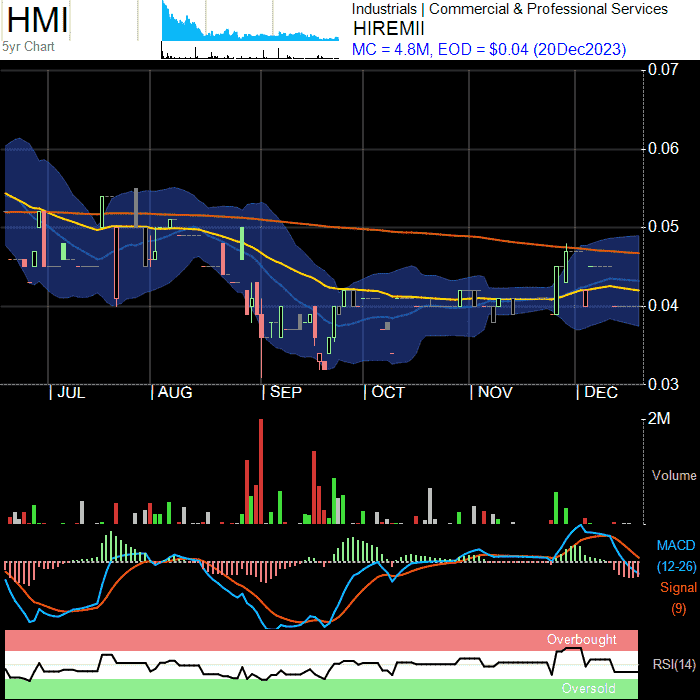 HMI
5yr Chart
Industrials | Commercial & Professional Services
HIREMII
MC = 4.8M, EOD = $0.04 (20Dec2023)
0.07
0.06
0.05
0.04
0.03
| JUL | AUG | SEP | OCT | NOV | DEC
2M
Volume
MACD
(12-26)
Signal
(9)
Overbought
RSI(14)
Oversold